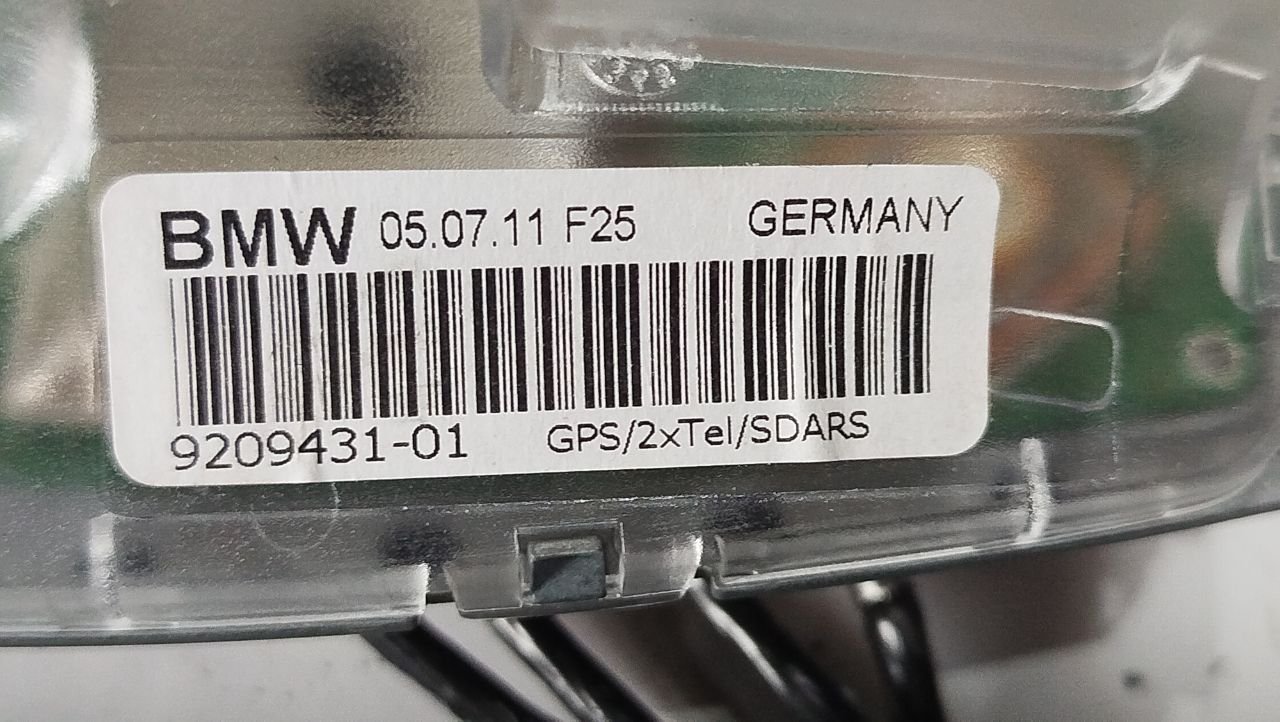 BMW 05.07.11 F25 GERMANY
9209431-01 GPS/2xTel/SDARS